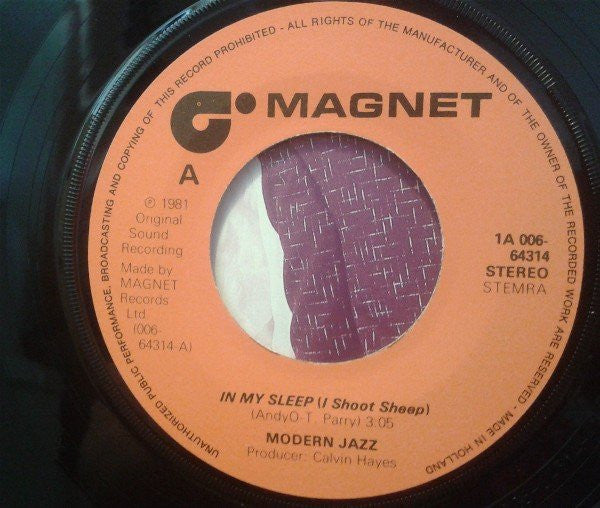 UNAUTHORIZED PUBLIC PERFORMANCE, BROADCASTING AND COPYING OF THIS RECORD PROHIBITED - ALL RIGHTS OF THE MANUFACTURER AND OF THE OWNER OF THE RECORDED WORK ARE RESERVED - MADE IN HOLLAND
MAGNET
A
℗ 1981
Original
Sound
Recording
Made by
MAGNET
Records
Ltd
(006-
64314 A)
1A 006-
64314
STEREO
STEMRA
IN MY SLEEP (I Shoot Sheep)
(AndyO-T. Parry) 3:05
MODERN JAZZ
Producer: Calvin Hayes